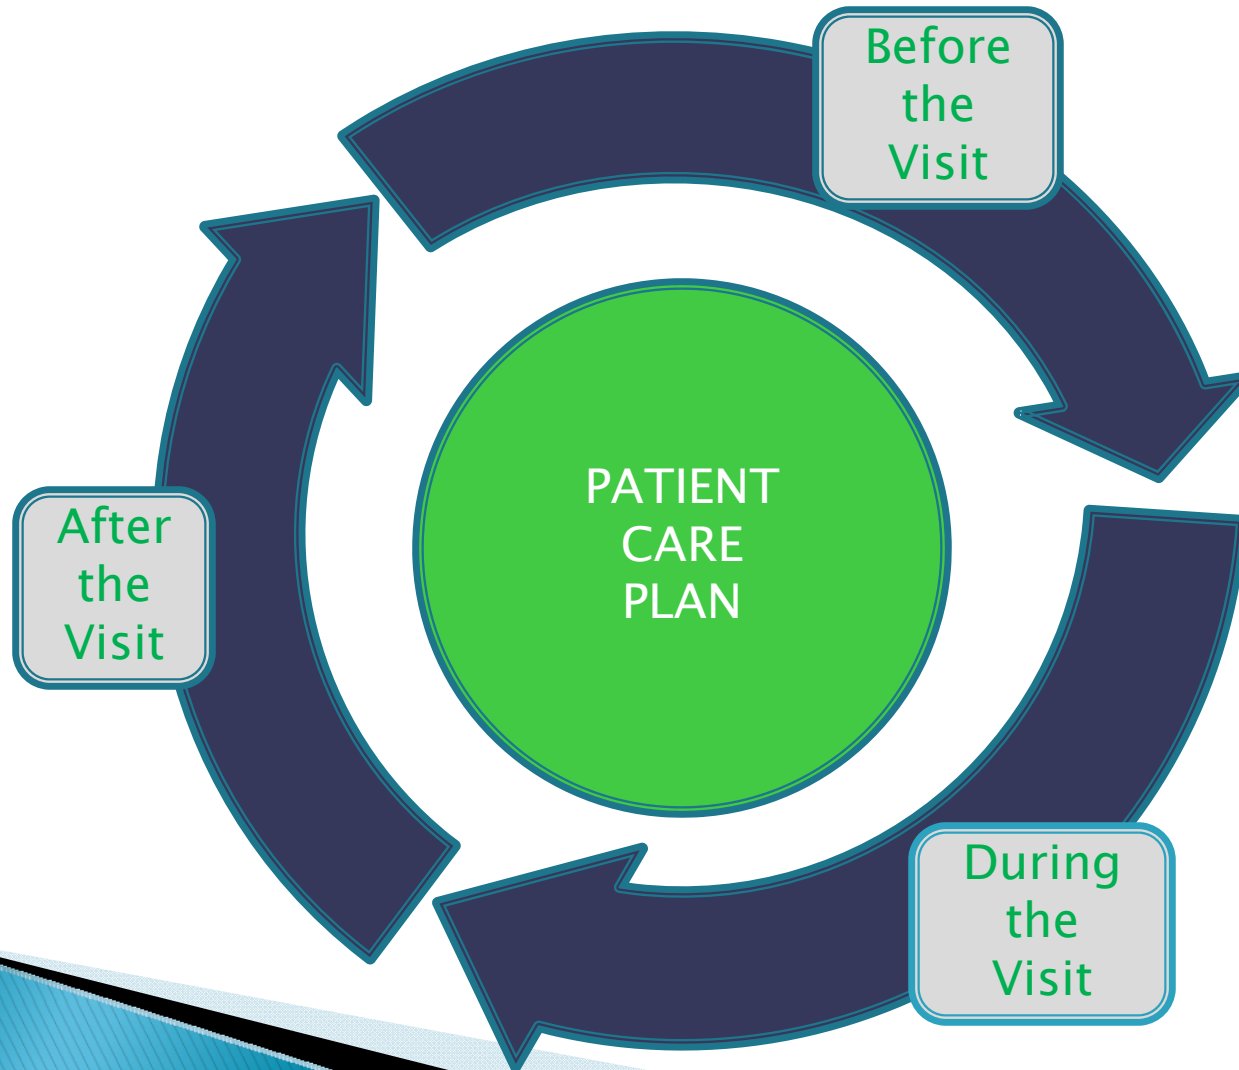 Before
the
Visit
PATIENT
CARE
PLAN
After
the
Visit
During
the
Visit